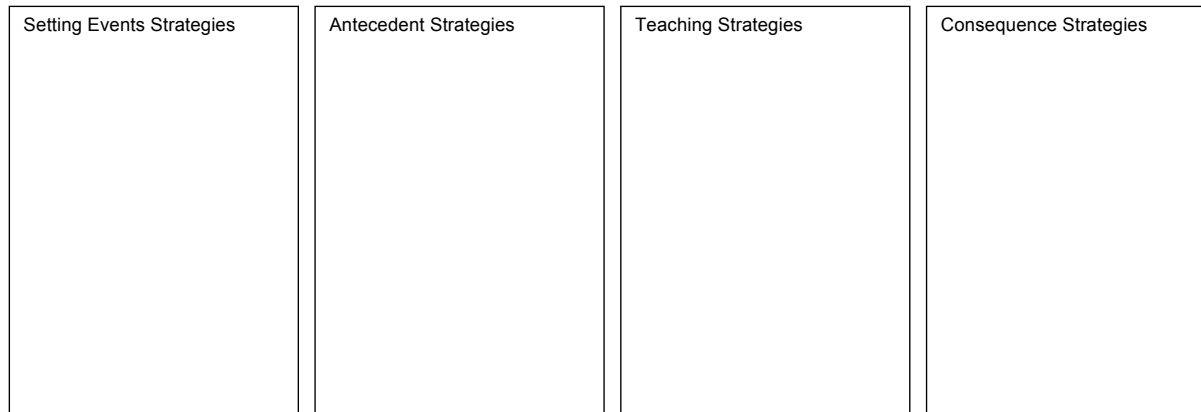 Setting Events Strategies
Antecedent Strategies
Teaching Strategies
Consequence Strategies